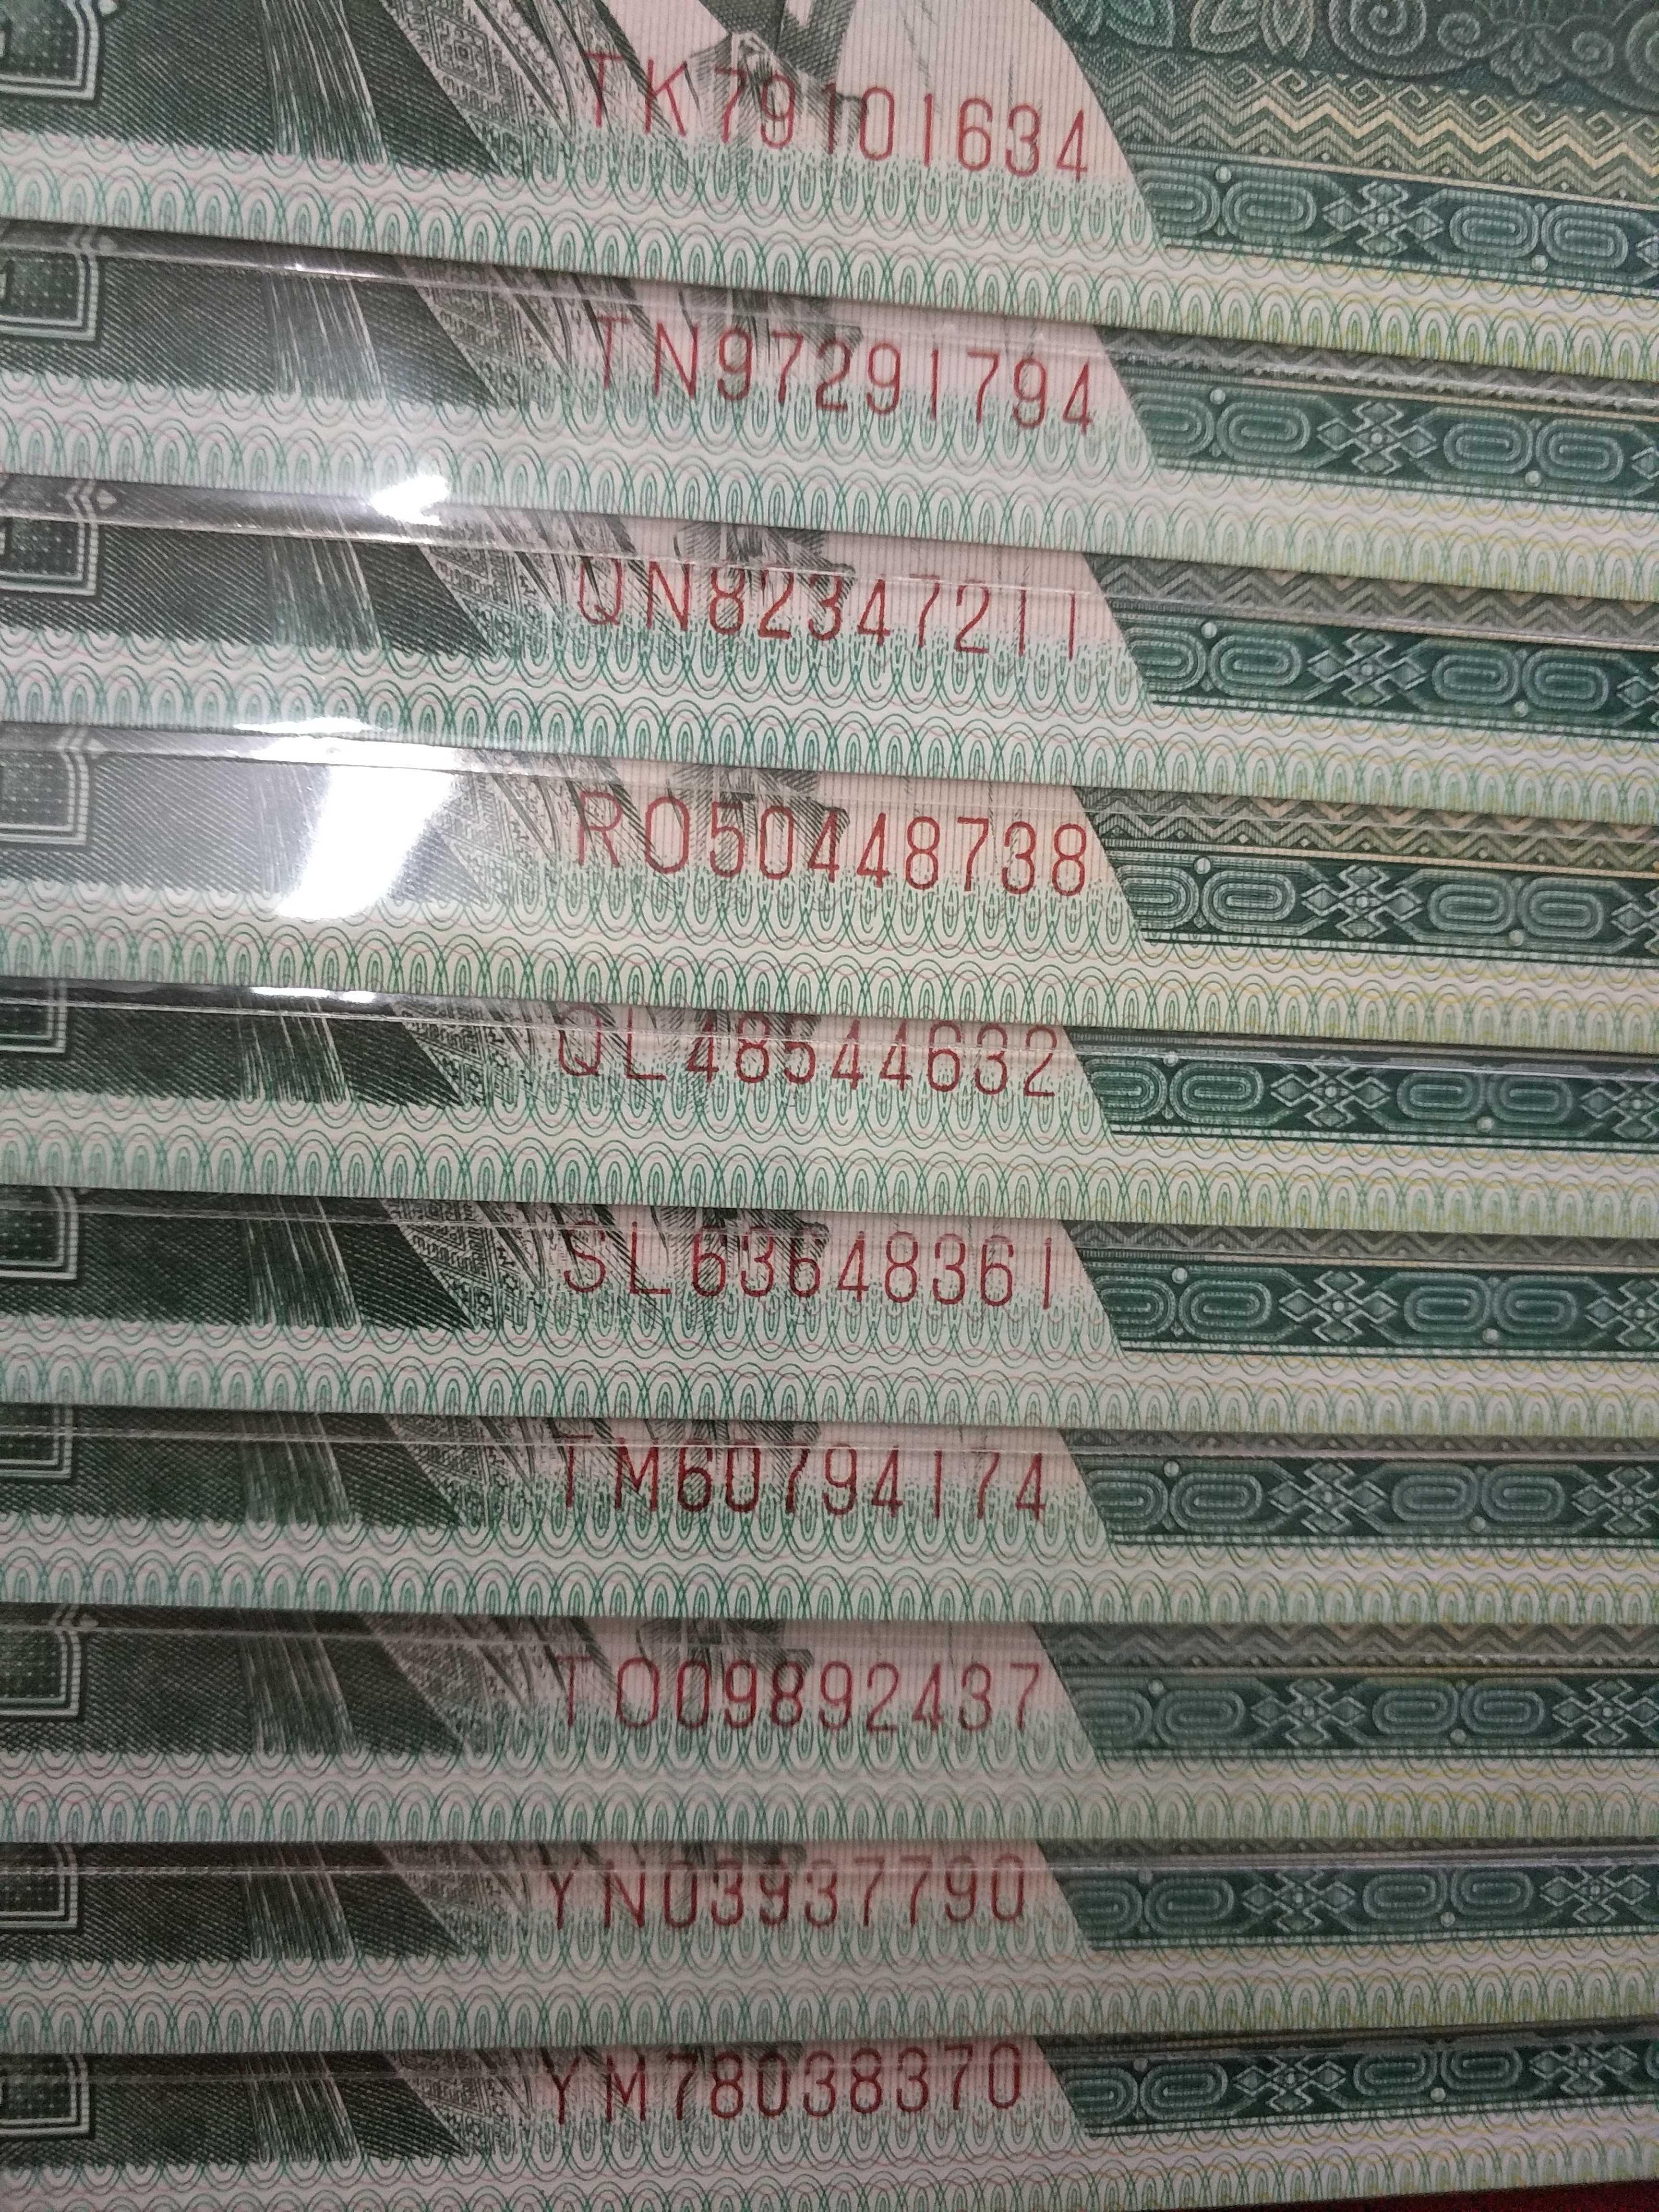 TK79101634
TN97291794
QN82347211
RO50448738
QL48544632
SL63648361
TM60794174
TO09892437
YN03937790
YM78038370